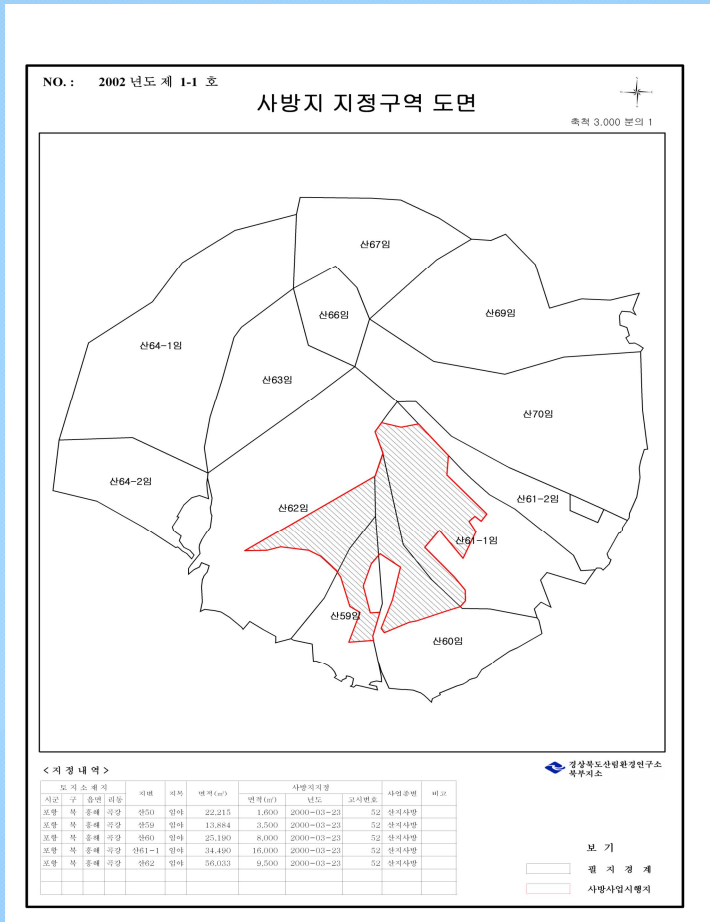 NO. : 2002 년도 제 1-1 호
사방지 지정구역 도면
축척 3,000 분의 1
산67임
산66임
산69임
산64-1임
산63임
산70임
산64-2임
산62임
산61-2임
산61-1임
산59임
산60임
<지정내역>
경상북도산림환경연구소
북부지소
토지소재지 지번 지목 면적(㎡) 사방지지정 사업종별 비고
시군 구 읍면 리동 면적(㎡) 년도 고시번호
포항 북 흥해 곡강 산50 임야 22,215 1,600 2000-03-23 52 산지사방
포항 북 흥해 곡강 산59 임야 13,884 3,500 2000-03-23 52 산지사방
포항 북 흥해 곡강 산60 임야 25,190 8,000 2000-03-23 52 산지사방
포항 북 흥해 곡강 산61-1 임야 34,490 16,000 2000-03-23 52 산지사방
포항 북 흥해 곡강 산62 임야 56,033 9,500 2000-03-23 52 산지사방
보 기
필 지 경 계
사방사업시행지